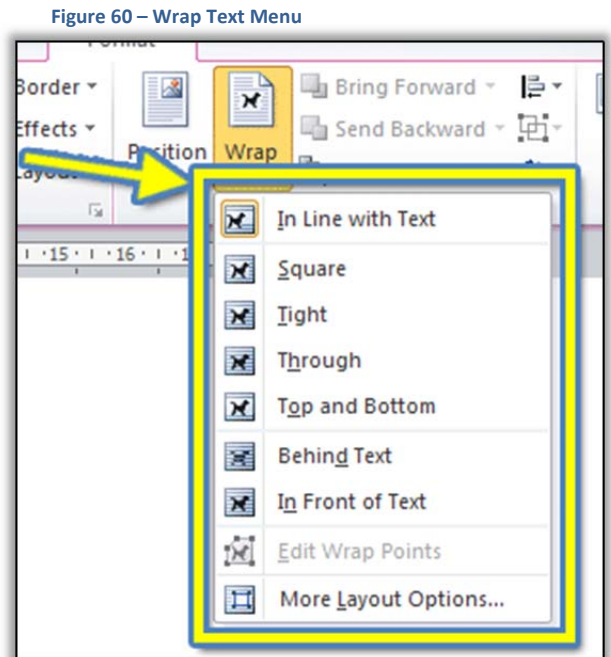 Figure 60 – Wrap Text Menu
Border
Bring Forward
Effects
Send Backward
Position
Wrap
15 16
In Line with Text
Square
Tight
Through
Top and Bottom
Behind Text
In Front of Text
Edit Wrap Points
More Layout Options...